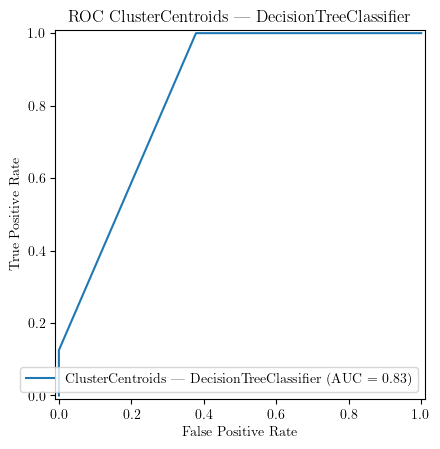 ROC ClusterCentroids — DecisionTreeClassifier
1.0
0.8
0.6
0.4
0.2
0.0
True Positive Rate
ClusterCentroids — DecisionTreeClassifier (AUC = 0.83)
0.0 0.2 0.4 0.6 0.8 1.0
False Positive Rate